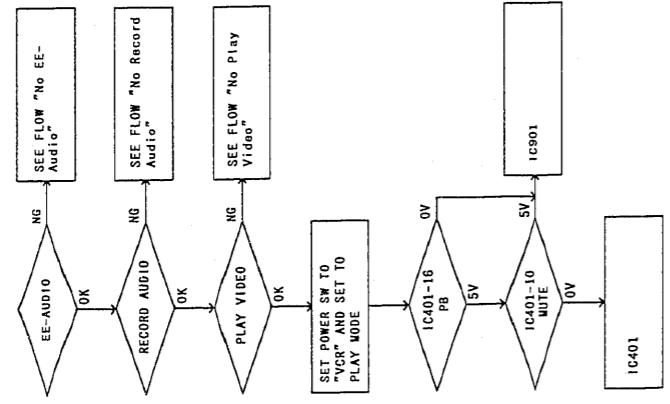 EE-AUDIO
NG
SEE FLOW "No EE-
Audio"
OK
RECORD AUDIO
NG
SEE FLOW "No Record
Audio"
OK
PLAY VIDEO
NG
SEE FLOW "No Play
Video"
OK
SET POWER SW TO
"VCR" AND SET TO
PLAY MODE
IC401-16
PB
0V
5V
IC401-10
MUTE
5V
IC901
0V
IC401